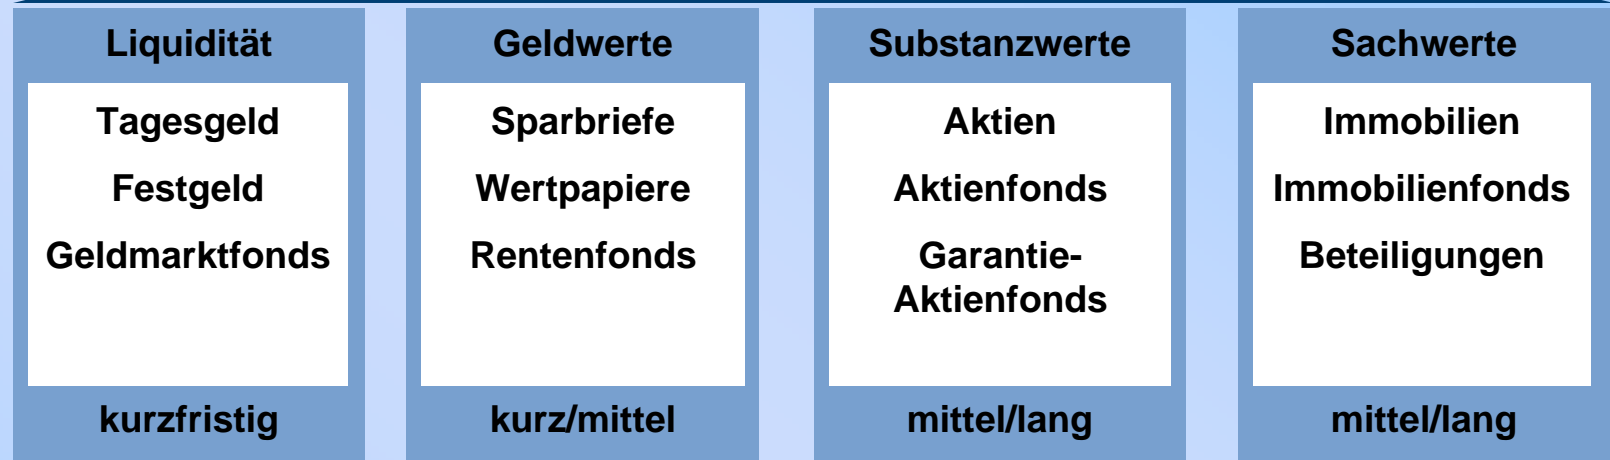 Liquidität
Tagesgeld
Festgeld
Geldmarktfonds
kurzfristig
Geldwerte
Sparbriefe
Wertpapiere
Rentenfonds
kurz/mittel
Substanzwerte
Aktien
Aktienfonds
Garantie-
Aktienfonds
mittel/lang
Sachwerte
Immobilien
Immobilienfonds
Beteiligungen
mittel/lang